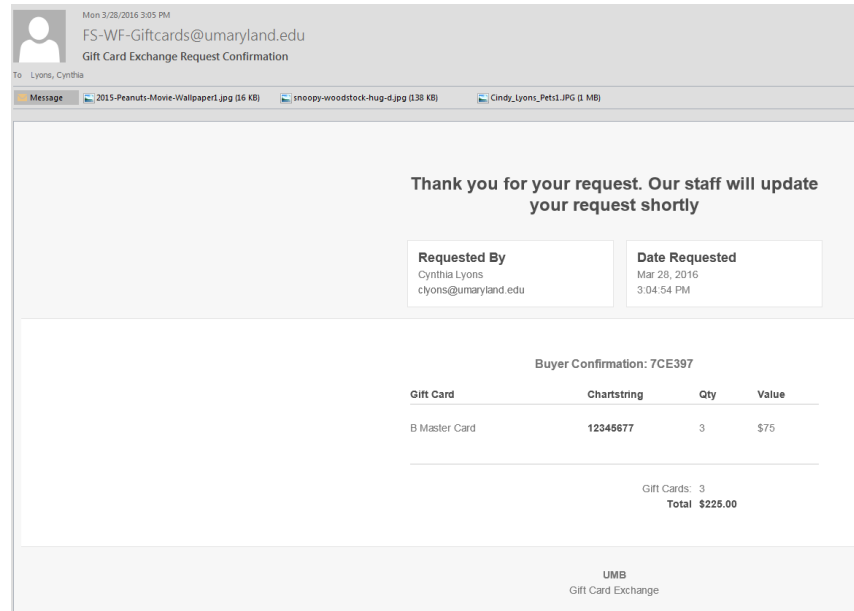 Mon 3/28/2016 3:05 PM
FS-WF-Giftcards@umaryland.edu
Gift Card Exchange Request Confirmation
To Lyons, Cynthia
Message 2015-Peanuts-Movie-Wallpaper1.jpg (16 KB) snoopy-woodstock-hug-d.jpg (138 KB) Cindy_Lyons_Pets1.JPG (1 MB)
Thank you for your request. Our staff will update
your request shortly
Requested By
Cynthia Lyons
clyons@umaryland.edu
Date Requested
Mar 28, 2016
3:04:54 PM
Buyer Confirmation: 7CE397
Gift Card Chartstring Qty Value
B Master Card 12345677 3 $75
Gift Cards: 3
Total $225.00
UMB
Gift Card Exchange